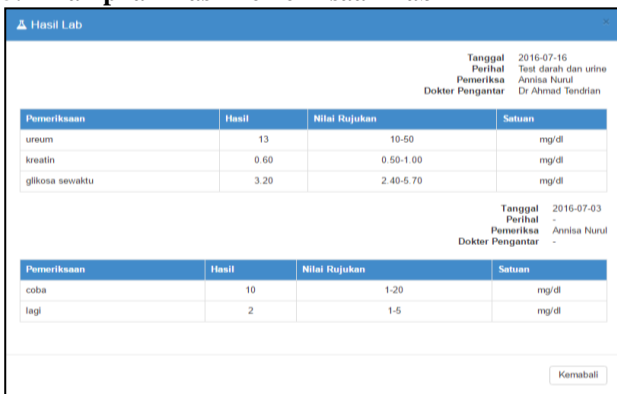 Hasil Lab ×
Tanggal 2016-07-16
Perihal Test darah dan urine
Pemeriksa Annisa Nurul
Dokter Pengantar Dr Ahmad Tendrian
Pemeriksaan Hasil Nilai Rujukan Satuan
ureum 13 10-50 mg/dl
kreatin 0.60 0.50-1.00 mg/dl
glikosa sewaktu 3.20 2.40-5.70 mg/dl
Tanggal 2016-07-03
Perihal -
Pemeriksa Annisa Nurul
Dokter Pengantar -
Pemeriksaan Hasil Nilai Rujukan Satuan
coba 10 1-20 mg/dl
lagi 2 1-5 mg/dl
Kemabali